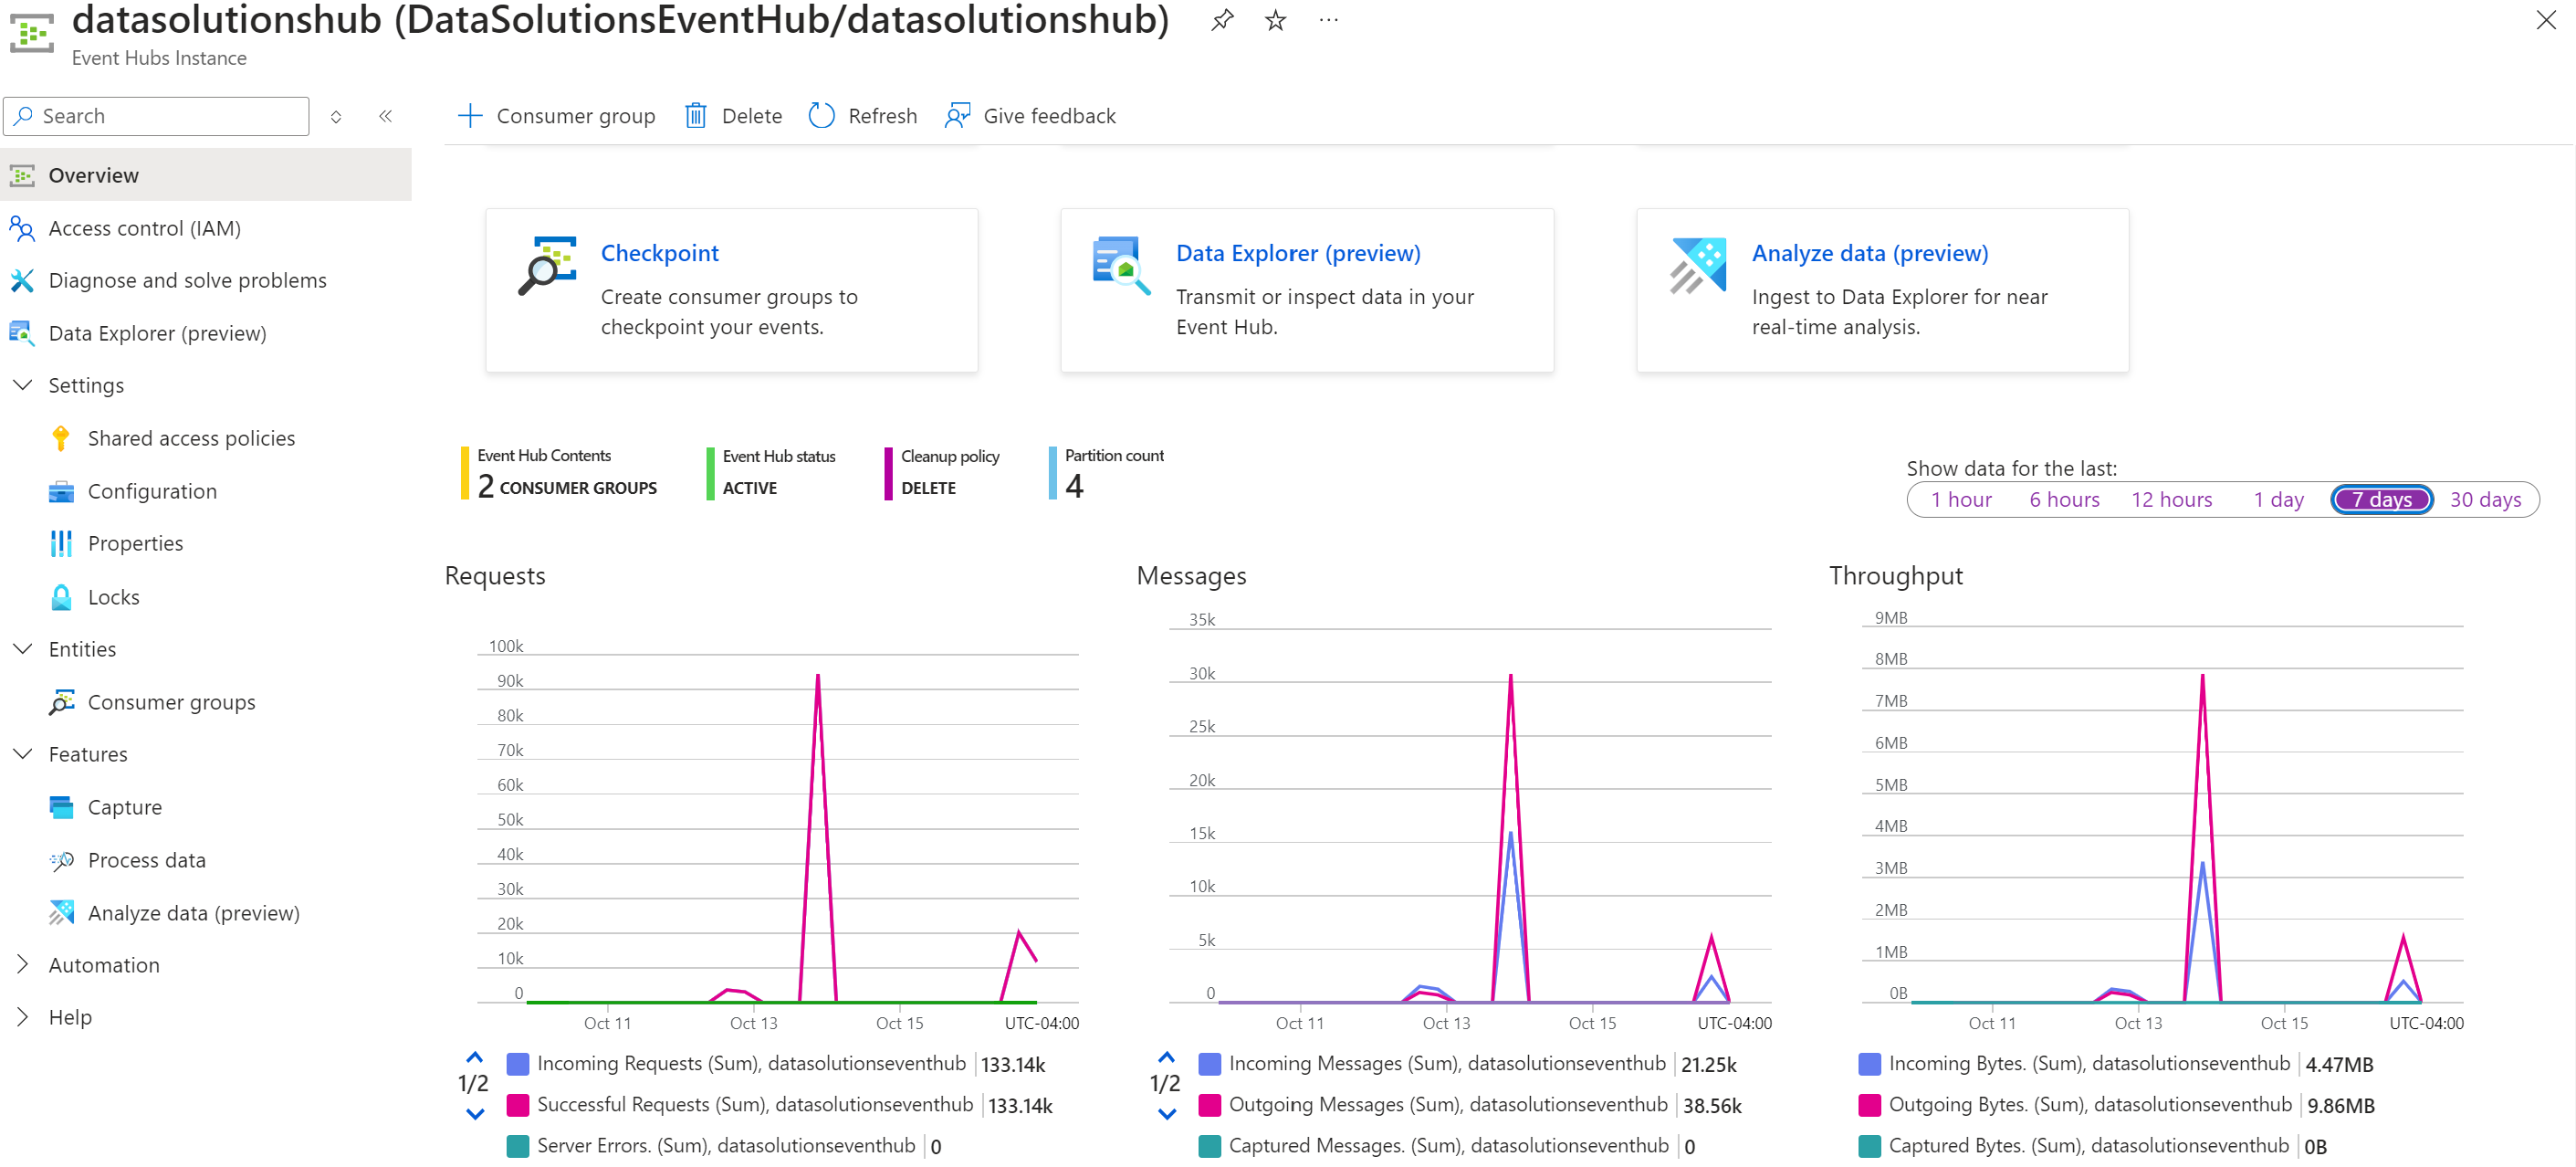 datasolutionshub (DataSolutionsEventHub/datasolutionshub)
Event Hubs Instance
Search
Consumer group
Delete
Refresh
Give feedback
Overview
Access control (IAM)
Diagnose and solve problems
Data Explorer (preview)
Settings
Shared access policies
Configuration
Properties
Locks
Entities
Consumer groups
Features
Capture
Process data
Analyze data (preview)
Automation
Help
Checkpoint
Create consumer groups to
checkpoint your events.
Data Explorer (preview)
Transmit or inspect data in your
Event Hub.
Analyze data (preview)
Ingest to Data Explorer for near
real-time analysis.
Event Hub Contents
2 CONSUMER GROUPS
Event Hub status
ACTIVE
Cleanup policy
DELETE
Partition count
4
Show data for the last:
1 hour 6 hours 12 hours 1 day 7 days 30 days
Requests
100k
90k
80k
70k
60k
50k
40k
30k
20k
10k
0
Oct 11 Oct 13 Oct 15 UTC-04:00
1/2
Incoming Requests (Sum), datasolutionseventhub 133.14k
Successful Requests (Sum), datasolutionseventhub 133.14k
Server Errors. (Sum), datasolutionseventhub 0
Messages
35k
30k
25k
20k
15k
10k
5k
0
Oct 11 Oct 13 Oct 15 UTC-04:00
1/2
Incoming Messages (Sum), datasolutionseventhub 21.25k
Outgoing Messages (Sum), datasolutionseventhub 38.56k
Captured Messages. (Sum), datasolutionseventhub 0
Throughput
9MB
8MB
7MB
6MB
5MB
4MB
3MB
2MB
1MB
0B
Oct 11 Oct 13 Oct 15 UTC-04:00
Incoming Bytes. (Sum), datasolutionseventhub 4.47MB
Outgoing Bytes. (Sum), datasolutionseventhub 9.86MB
Captured Bytes. (Sum), datasolutionseventhub 0B